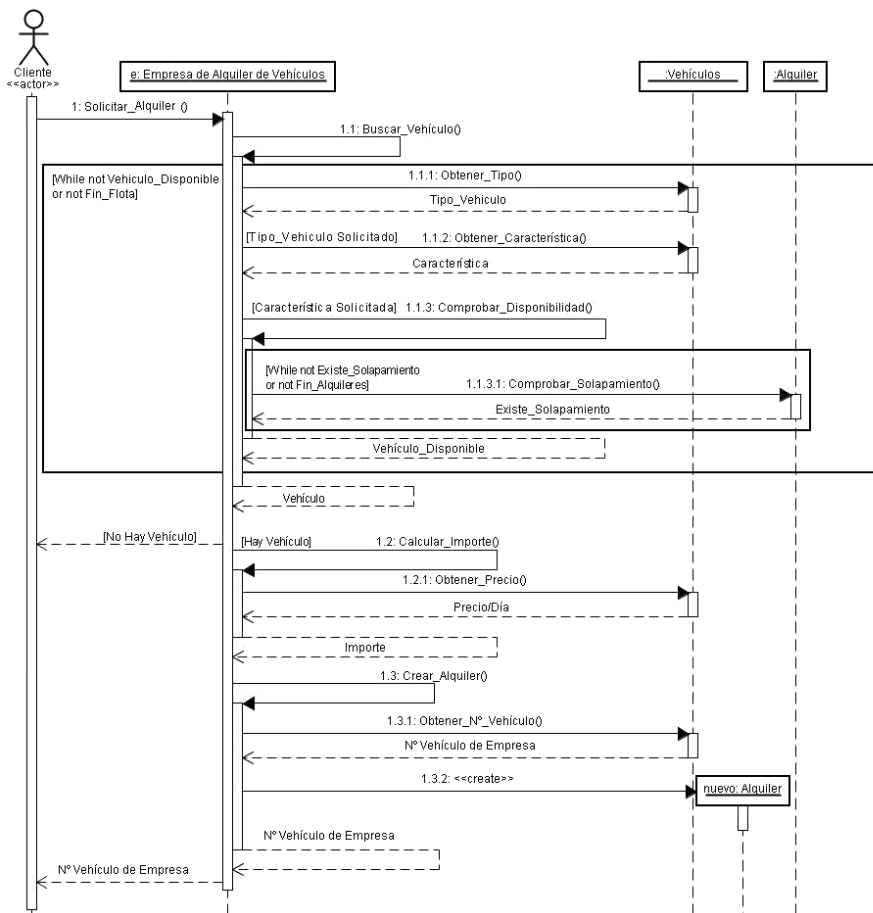 Cliente
<<actor>>
e: Empresa de Alquiler de Vehículos
:Vehículos
:Alquiler
1: Solicitar_Alquiler ()
1.1: Buscar_Vehículo()
[While not Vehiculo_Disponible
or not Fin_Flota]
1.1.1: Obtener_Tipo()
Tipo_Vehiculo
[Tipo_Vehiculo Solicitado]
1.1.2: Obtener_Característica()
Característica
[Característica Solicitada]
1.1.3: Comprobar_Disponibilidad()
[While not Existe_Solapamiento
or not Fin_Alquileres]
1.1.3.1: Comprobar_Solapamiento()
Existe_Solapamiento
Vehículo_Disponible
Vehículo
[No Hay Vehículo]
[Hay Vehículo]
1.2: Calcular_Importe()
1.2.1: Obtener_Precio()
Precio/Día
Importe
1.3: Crear_Alquiler()
1.3.1: Obtener_Nº_Vehículo()
Nº Vehículo de Empresa
1.3.2: <<create>>
nuevo: Alquiler
Nº Vehículo de Empresa
Nº Vehículo de Empresa